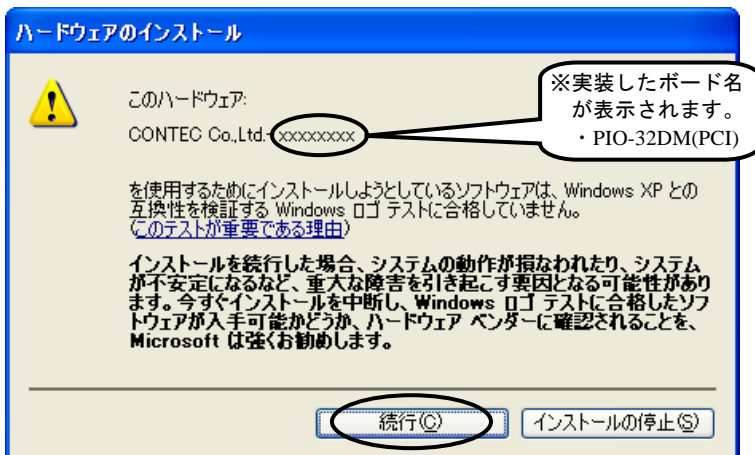 ハードウェアのインストール
※実装したボード名
が表示されます。
・PIO-32DM(PCI)
このハードウェア:
CONTEC Co.,Ltd.- xxxxxxxx
を使用するためにインストールしようとしているソフトウェアは、Windows XP との
互換性を検証する Windows ロゴ テストに合格していません。
(このテストが重要である理由)
インストールを続行した場合、システムの動作が損なわれたり、システム
が不安定になるなど、重大な障害を引き起こす要因となる可能性があり
ます。今すぐインストールを中断し、Windows ロゴ テストに合格したソフ
トウェアが入手可能かどうか、ハードウェア ベンダーに確認されることを、
Microsoft は強くお勧めします。
続行(C)
インストールの停止(S)